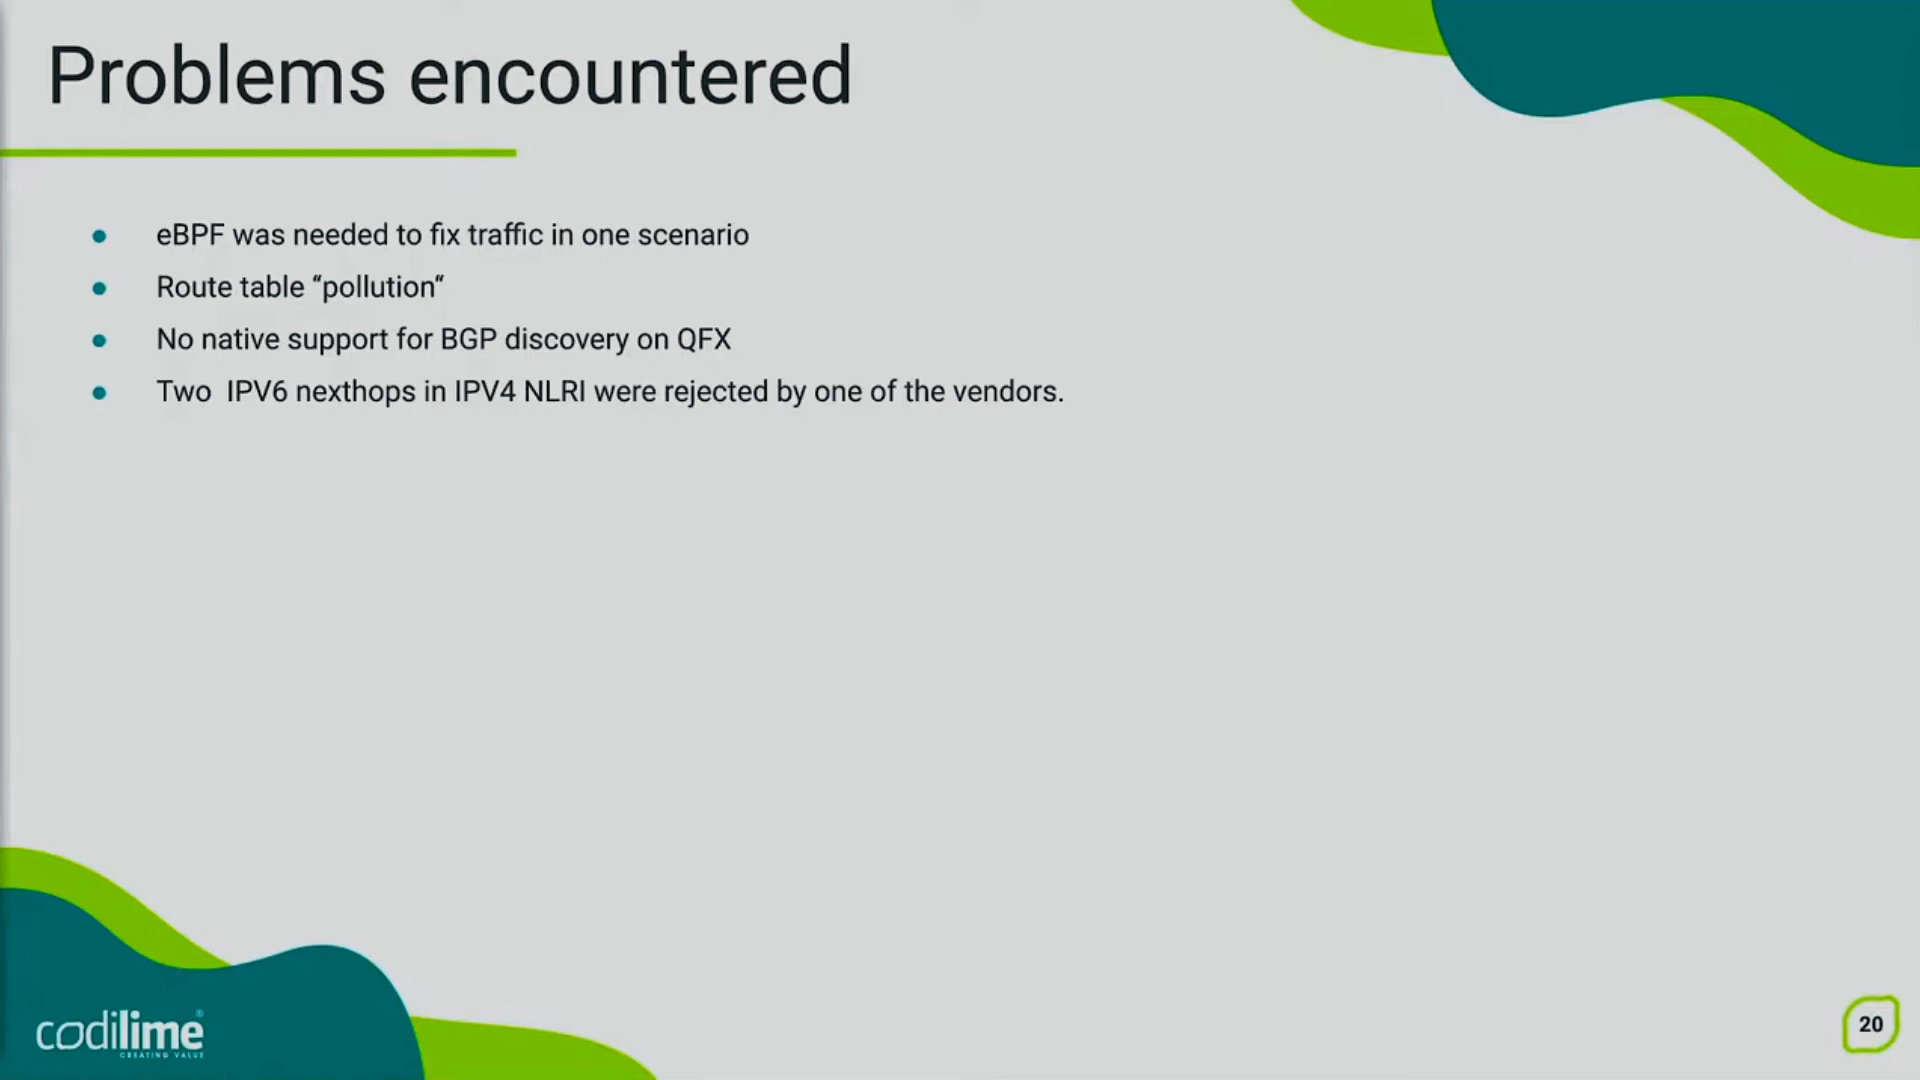 Problems encountered
eBPF was needed to fix traffic in one scenario
Route table “pollution“
No native support for BGP discovery on QFX
Two  IPV6 nexthops in IPV4 NLRI were rejected by one of the vendors.
codilime®
CREATING VALUE
20